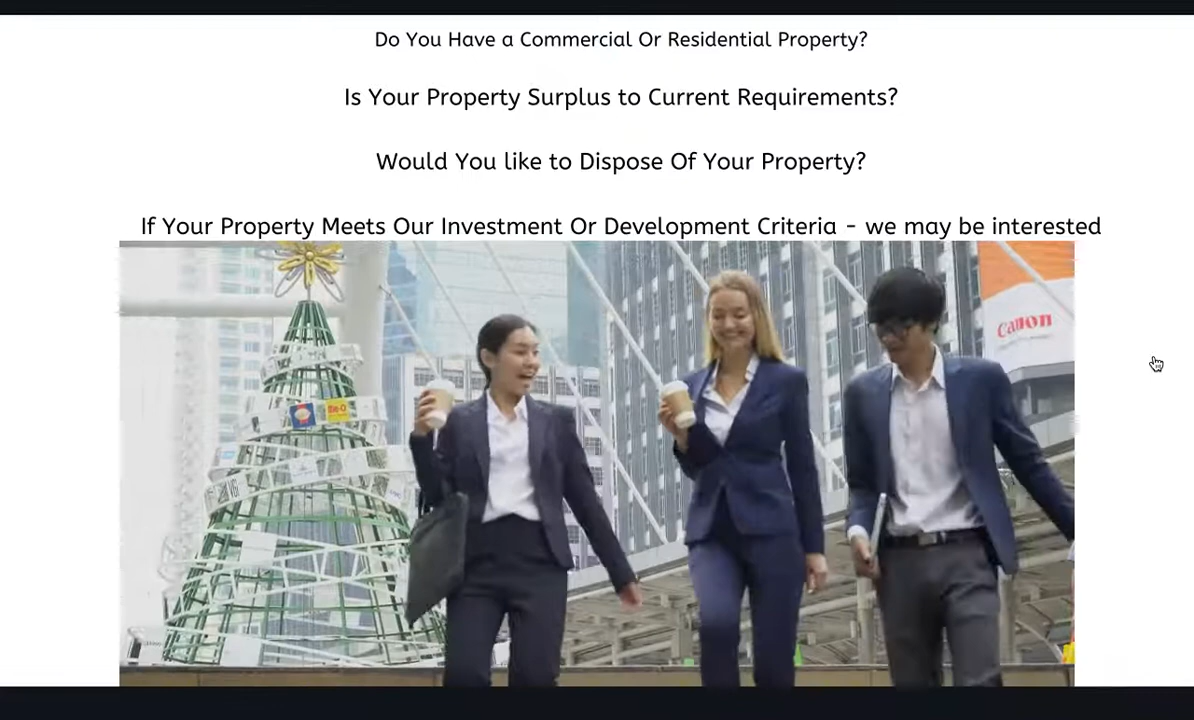 Do You Have a Commercial Or Residential Property?
Is Your Property Surplus to Current Requirements?
Would You like to Dispose Of Your Property?
If Your Property Meets Our Investment Or Development Criteria - we may be interested
Canon